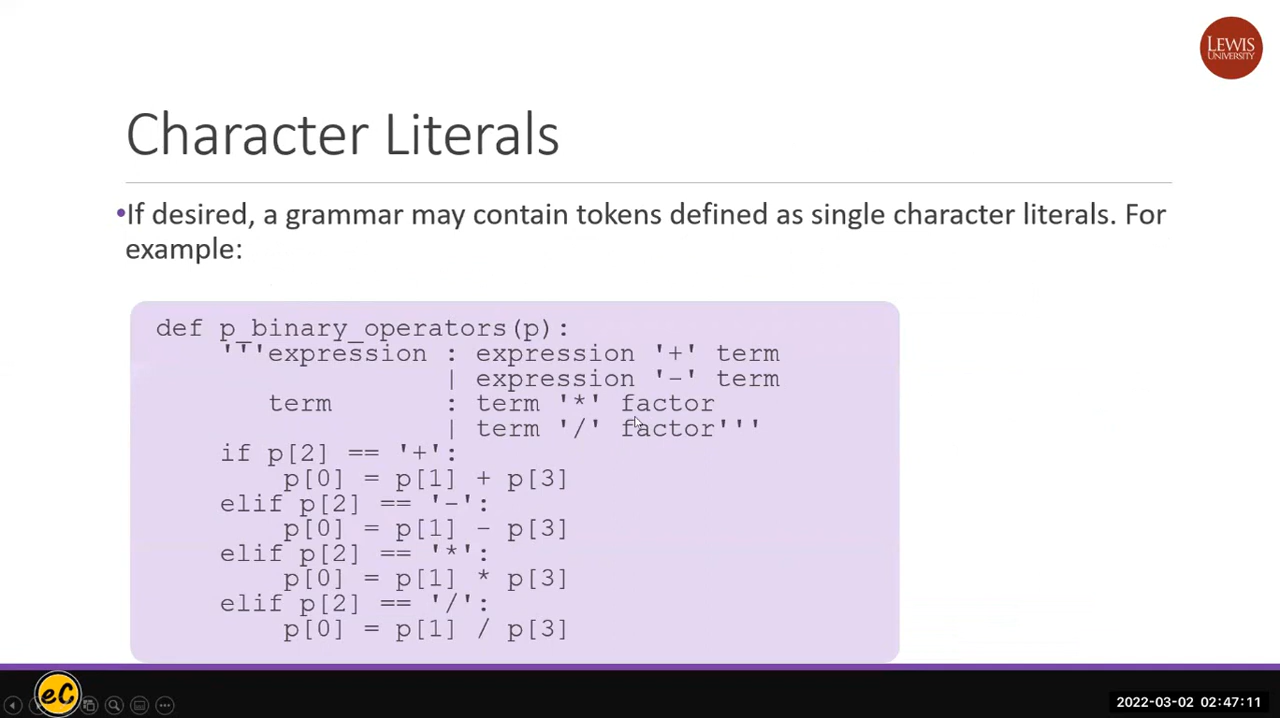 LEWIS
UNIVERSITY
Character Literals
•If desired, a grammar may contain tokens defined as single character literals. For
example:
def p_binary_operators(p):
    '''expression : expression '+' term
                  | expression '-' term
       term       : term '*' factor
                  | term '/' factor'''
    if p[2] == '+':
        p[0] = p[1] + p[3]
    elif p[2] == '-':
        p[0] = p[1] - p[3]
    elif p[2] == '*':
        p[0] = p[1] * p[3]
    elif p[2] == '/':
        p[0] = p[1] / p[3]
eC
2022-03-02 02:47:11